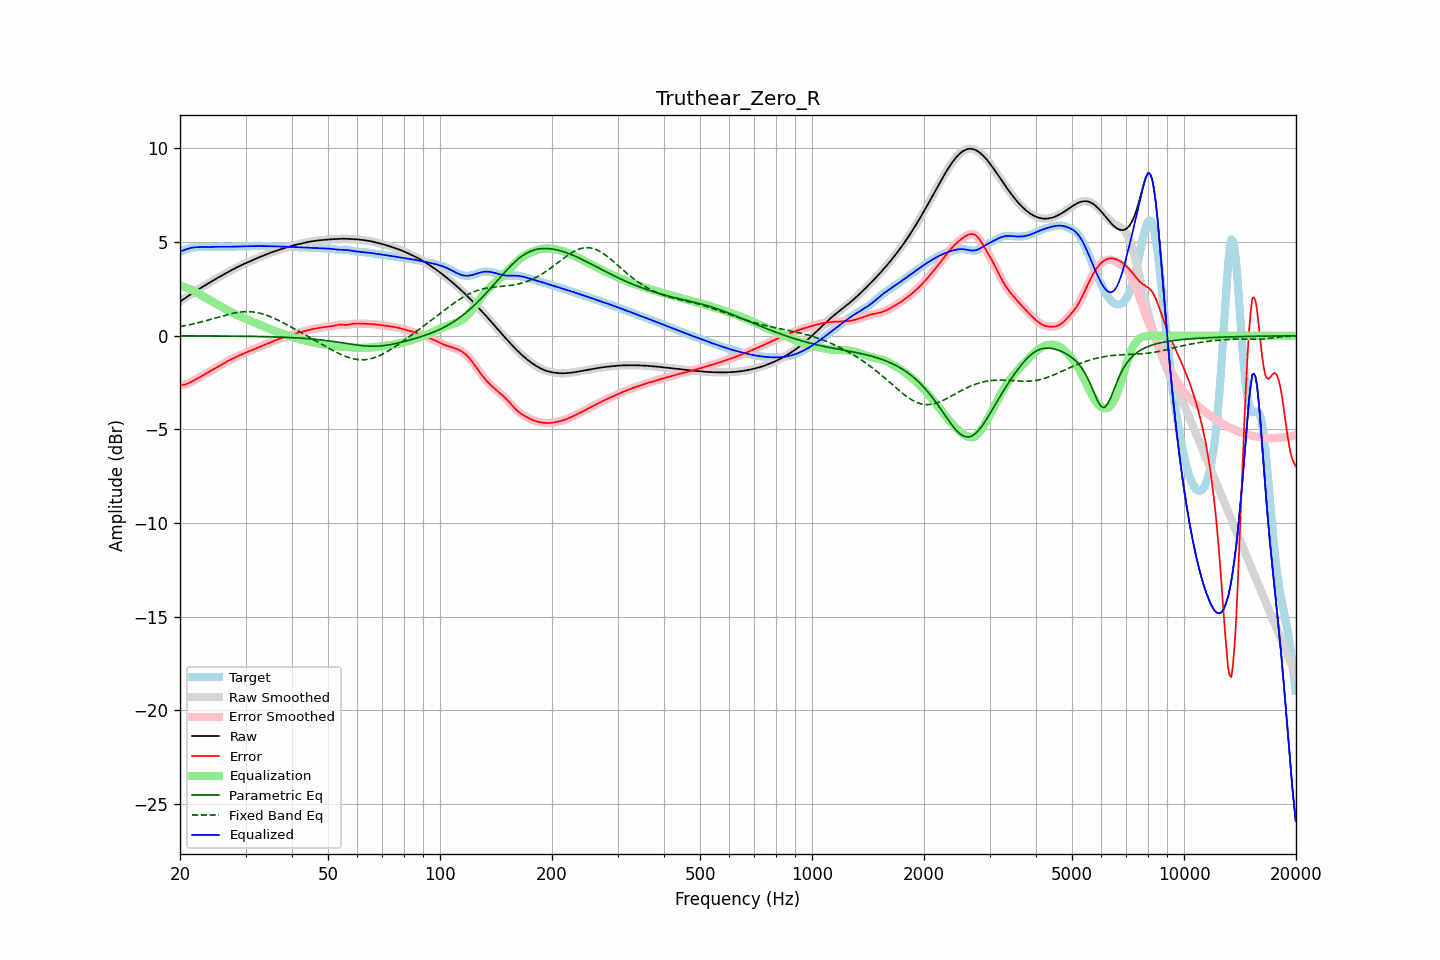 Truthear_Zero_R
10
5
0
−5
−10
−15
−20
−25
Amplitude (dBr)
Target
Raw Smoothed
Error Smoothed
Raw
Error
Equalization
Parametric Eq
Fixed Band Eq
Equalized
20 50 100 200 500 1000 2000 5000 10000 20000
Frequency (Hz)